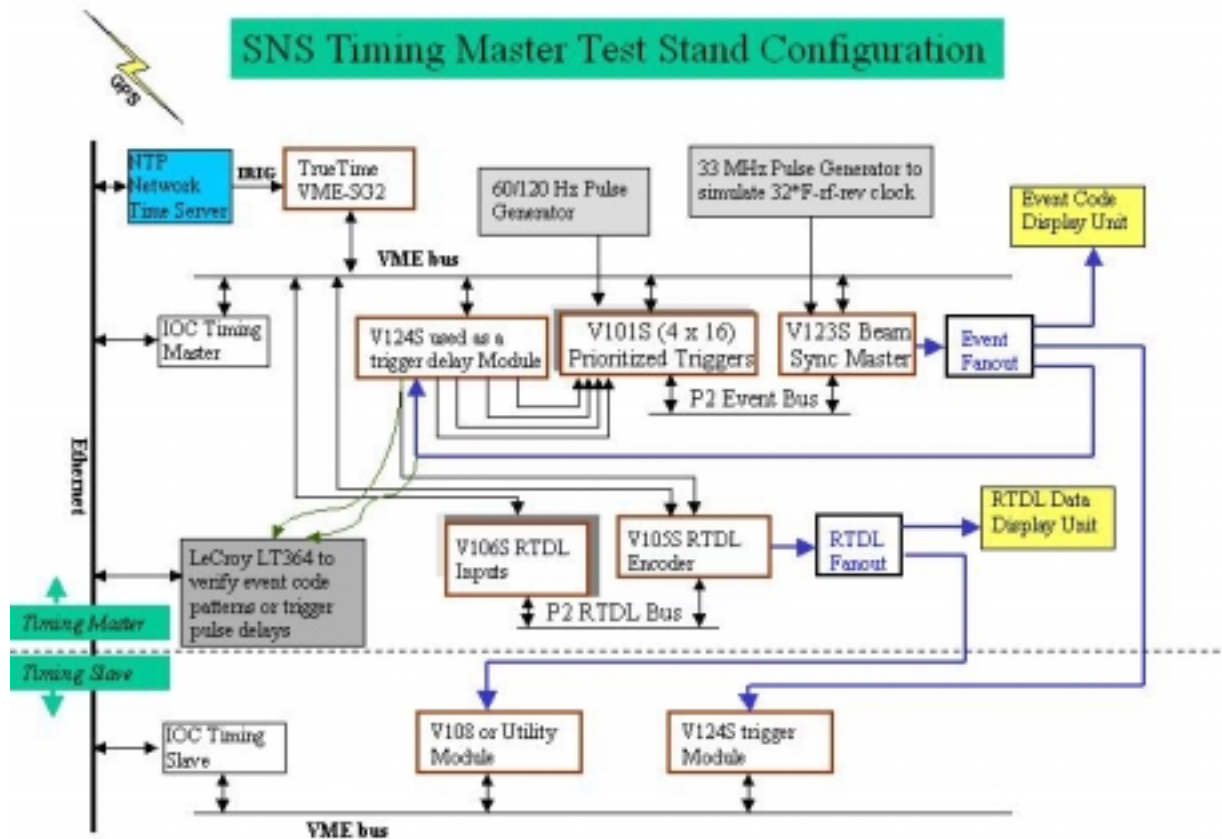 SNS Timing Master Test Stand Configuration
GPS
NTP
Network
Time Server
IRIG
TrueTime
VME-SG2
60/120 Hz Pulse
Generator
33 MHz Pulse Generator to
simulate 32*F-rf-rev clock
Event Code
Display Unit
VME bus
IOC Timing
Master
V124S used as a
trigger delay Module
V101S (4 x 16)
Prioritized Triggers
V123S Beam
Sync Master
Event
Fanout
P2 Event Bus
Ethernet
RTDL Data
Display Unit
LeCroy LT364 to
verify event code
patterns or trigger
pulse delays
V106S RTDL
Inputs
V105S RTDL
Encoder
RTDL
Fanout
P2 RTDL Bus
Timing Master
Timing Slave
IOC Timing
Slave
V108 or Utility
Module
V124S trigger
Module
VME bus